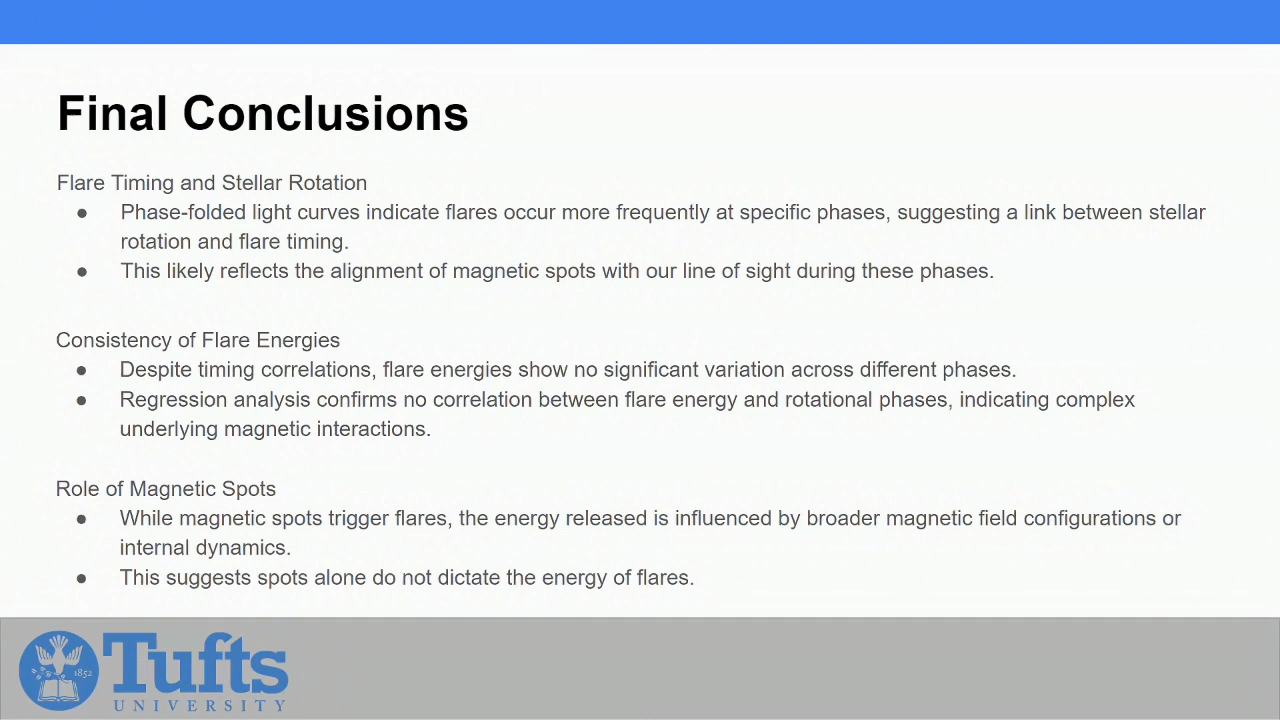 Final Conclusions
Flare Timing and Stellar Rotation
● Phase-folded light curves indicate flares occur more frequently at specific phases, suggesting a link between stellar
rotation and flare timing.
● This likely reflects the alignment of magnetic spots with our line of sight during these phases.
Consistency of Flare Energies
● Despite timing correlations, flare energies show no significant variation across different phases.
● Regression analysis confirms no correlation between flare energy and rotational phases, indicating complex
underlying magnetic interactions.
Role of Magnetic Spots
● While magnetic spots trigger flares, the energy released is influenced by broader magnetic field configurations or
internal dynamics.
● This suggests spots alone do not dictate the energy of flares.
1852
Tufts
UNIVERSITY